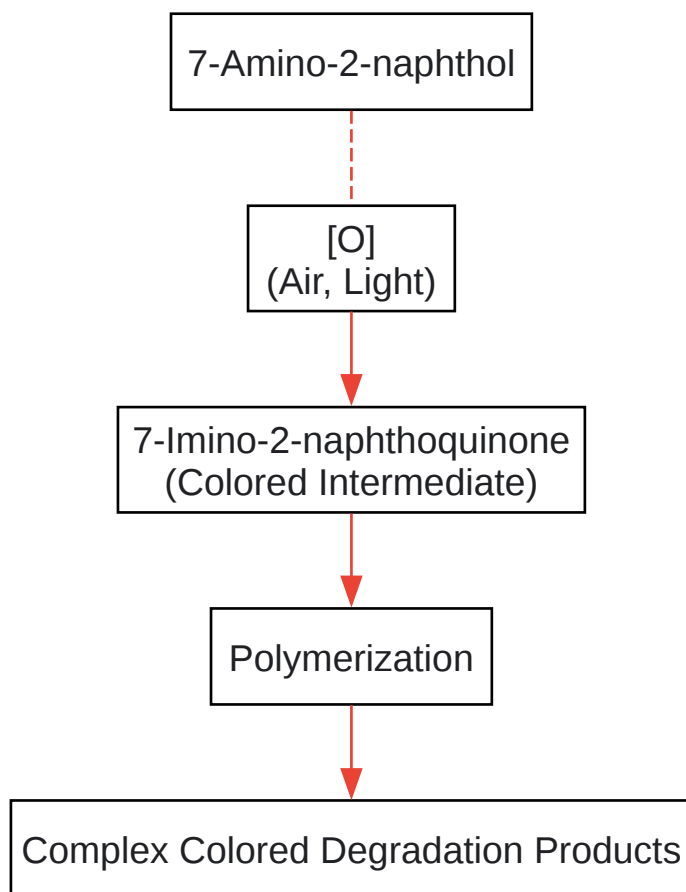 7-Amino-2-naphthol
[O]
(Air, Light)
7-Imino-2-naphthoquinone
(Colored Intermediate)
Polymerization
Complex Colored Degradation Products